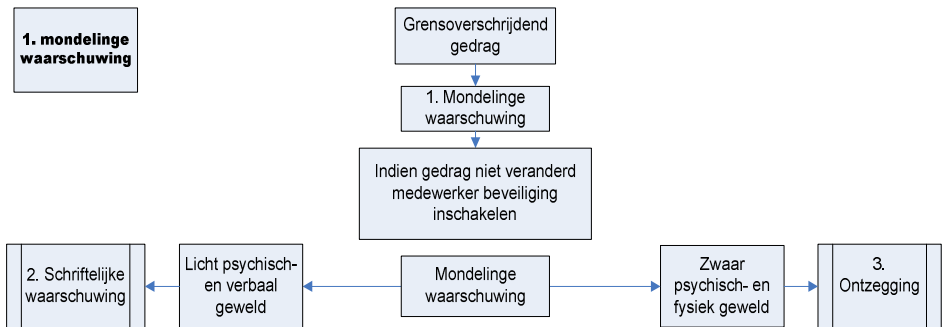 1. mondelinge
waarschuwing
Grensoverschrijdend
gedrag
1. Mondelinge
waarschuwing
Indien gedrag niet veranderd
medewerker beveiliging
inschakelen
2. Schriftelijke
waarschuwing
Licht psychisch-
en verbaal
geweld
Mondelinge
waarschuwing
Zwaar
psychisch- en
fysiek geweld
3.
Ontzegging